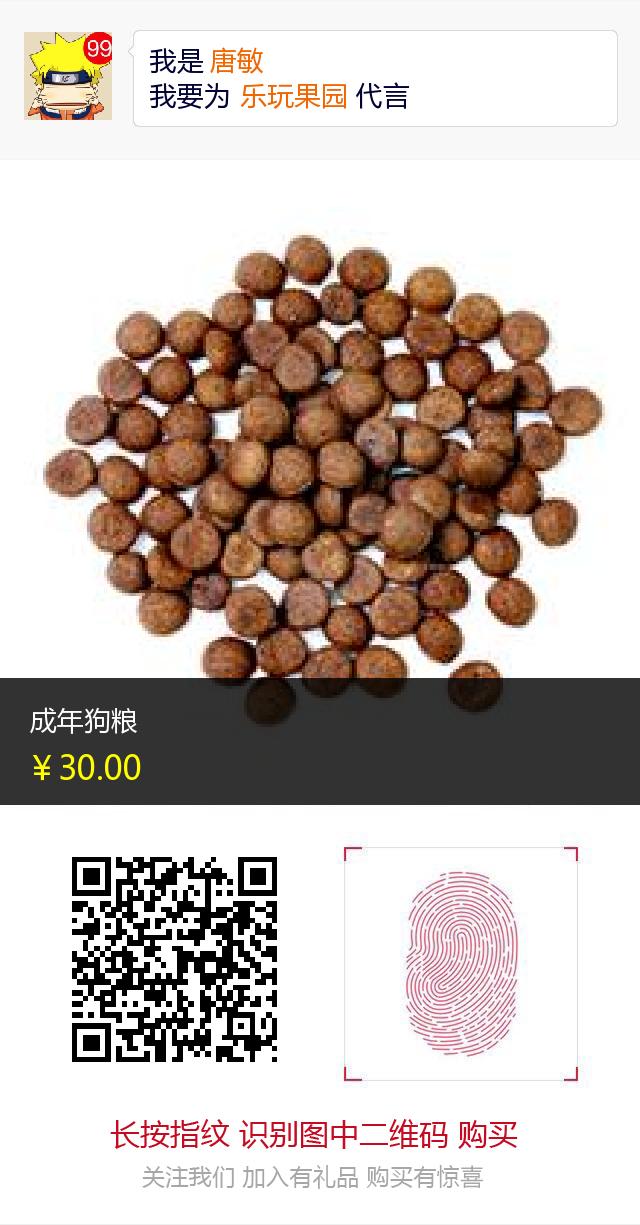 99
我是 唐敏
我要为 乐玩果园 代言
成年狗粮
¥30.00
长按指纹 识别图中二维码 购买
关注我们 加入有礼品 购买有惊喜